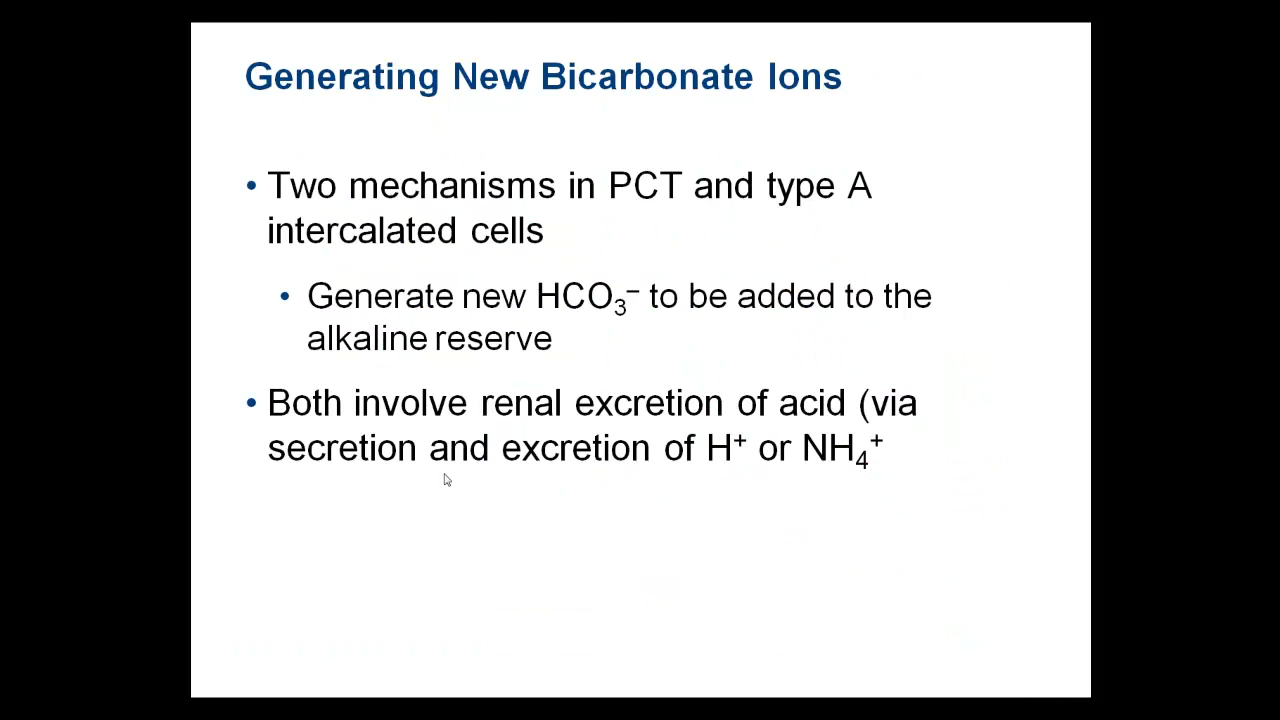 Generating New Bicarbonate Ions
• Two mechanisms in PCT and type A
intercalated cells
• Generate new HCO₃⁻ to be added to the
alkaline reserve
• Both involve renal excretion of acid (via
secretion and excretion of H⁺ or NH₄⁺